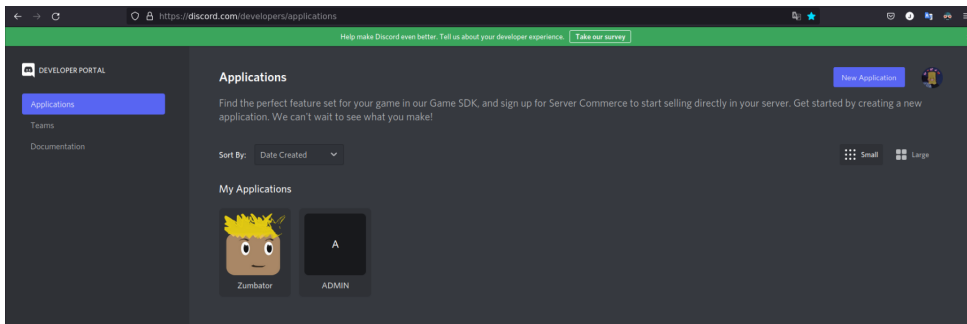 https://discord.com/developers/applications
Help make Discord even better. Tell us about your developer experience. Take our survey
DEVELOPER PORTAL
Applications
Teams
Documentation
Applications
New Application
Find the perfect feature set for your game in our Game SDK, and sign up for Server Commerce to start selling directly in your server. Get started by creating a new
application. We can't wait to see what you make!
Sort By: Date Created
Small Large
My Applications
A
Zumbator ADMIN